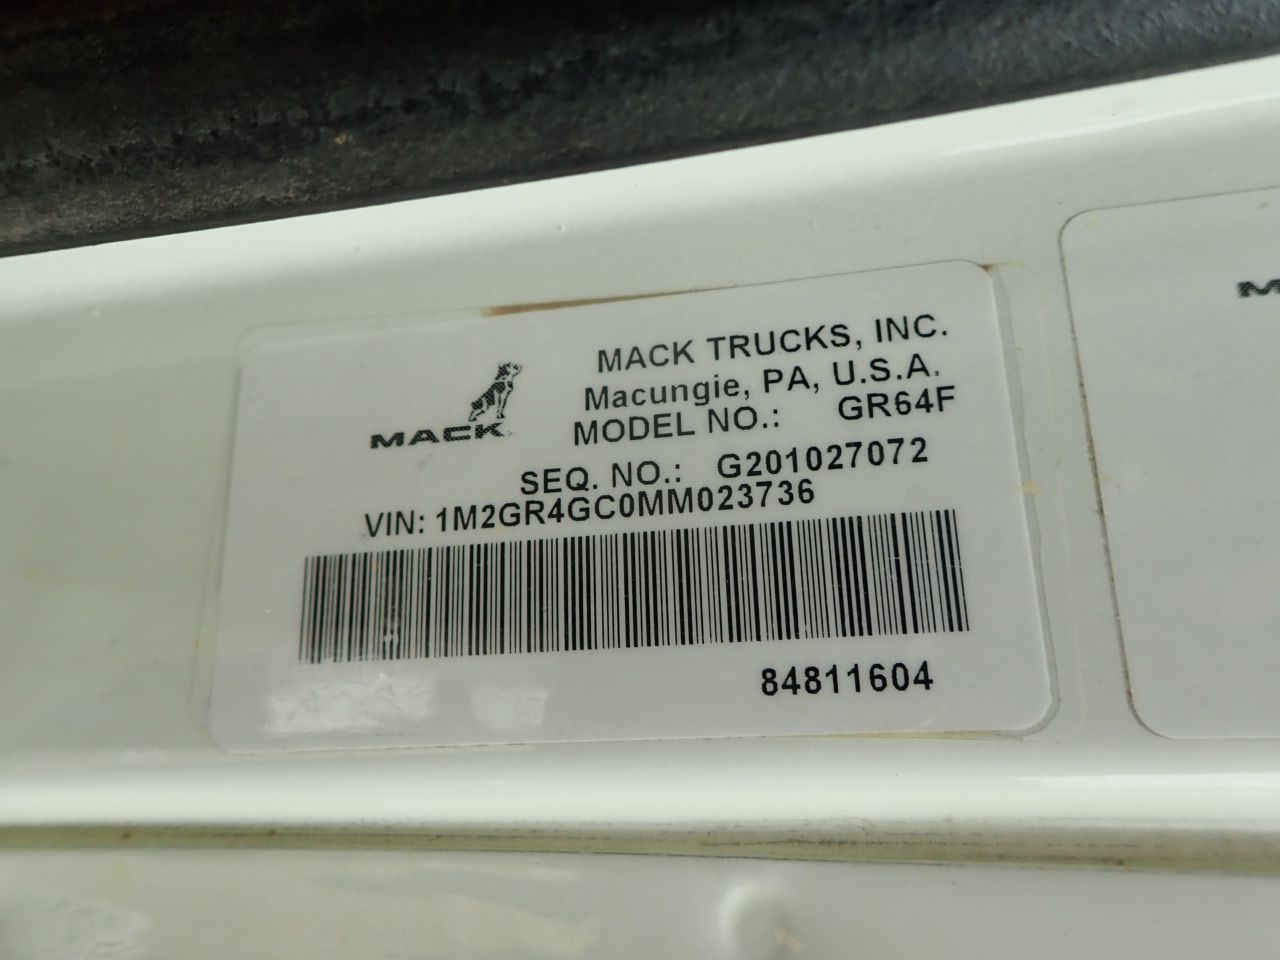 MACK TRUCKS, INC.
Macungie, PA, U.S.A.
MACK
MODEL NO.: GR64F
SEQ. NO.: G201027072
VIN: 1M2GR4GC0MM023736
84811604